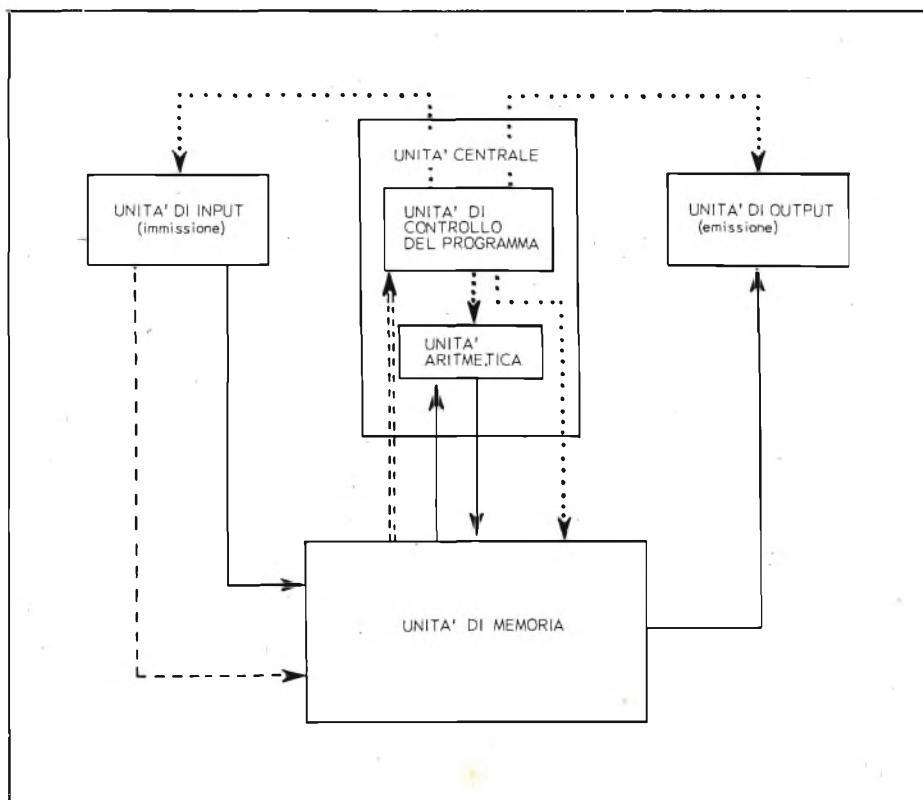 UNITA' CENTRALE
UNITA' DI INPUT
(immissione)
UNITA' DI
CONTROLLO
DEL PROGRAMMA
UNITA' DI OUTPUT
(emissione)
UNITA'
ARITMETICA
UNITA' DI MEMORIA